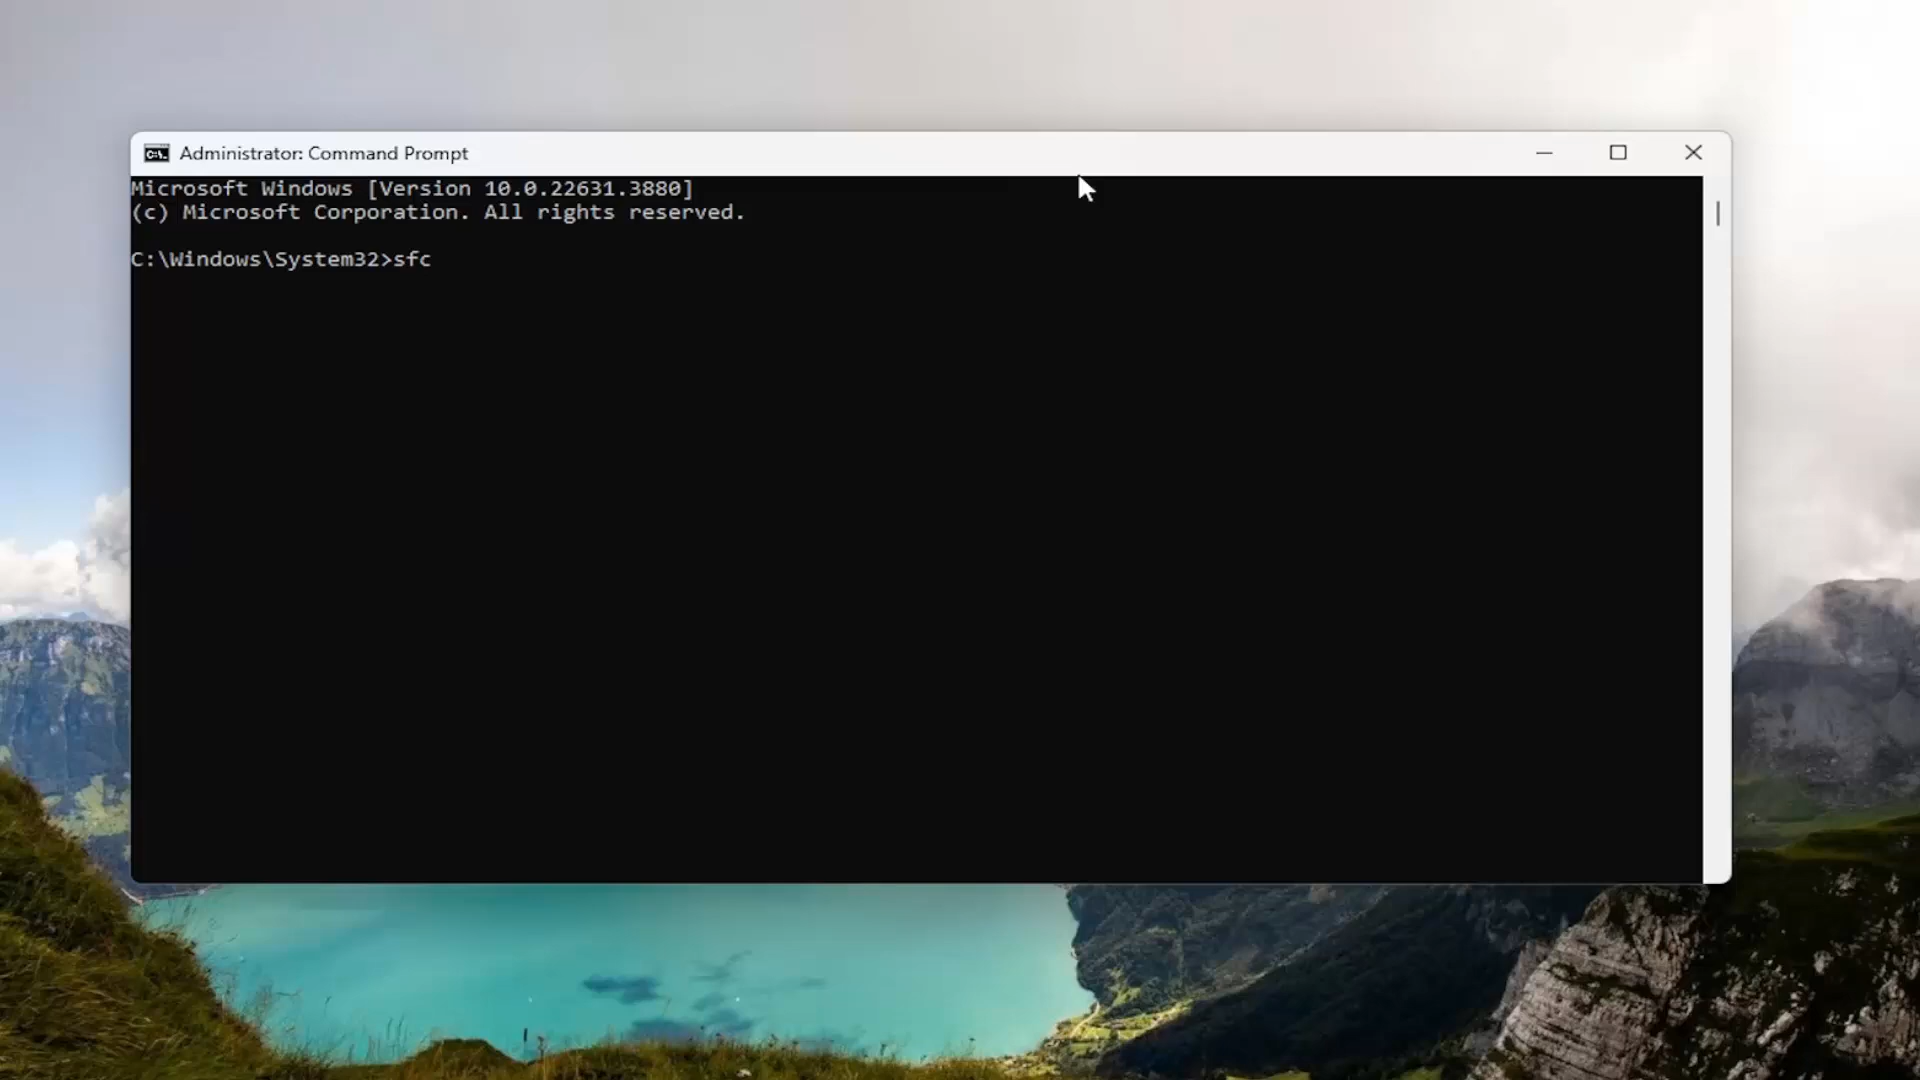 Administrator: Command Prompt
Microsoft Windows [Version 10.0.22631.3880]
(c) Microsoft Corporation. All rights reserved.
C:\Windows\System32>sfc